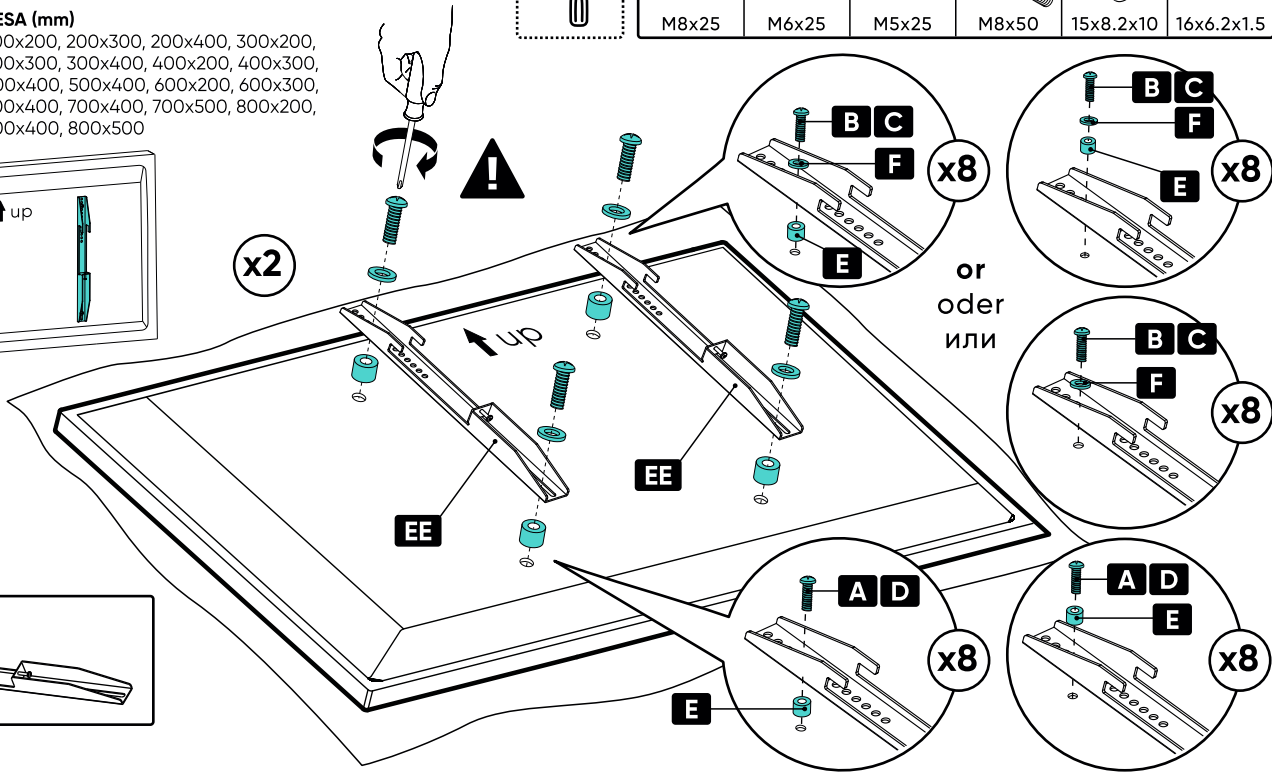 ESA (mm)
00x200, 200x300, 200x400, 300x200,
00x300, 300x400, 400x200, 400x300,
00x400, 500x400, 600x200, 600x300,
00x400, 700x400, 700x500, 800x200,
00x400, 800x500
M8x25 M6x25 M5x25 M8x50 15x8.2x10 16x6.2x1.5
up
x2
up
EE
EE
B C
F
E
x8
B C
F
E
x8
or
oder
или
B C
F
x8
A D
E
x8
A D
E
x8